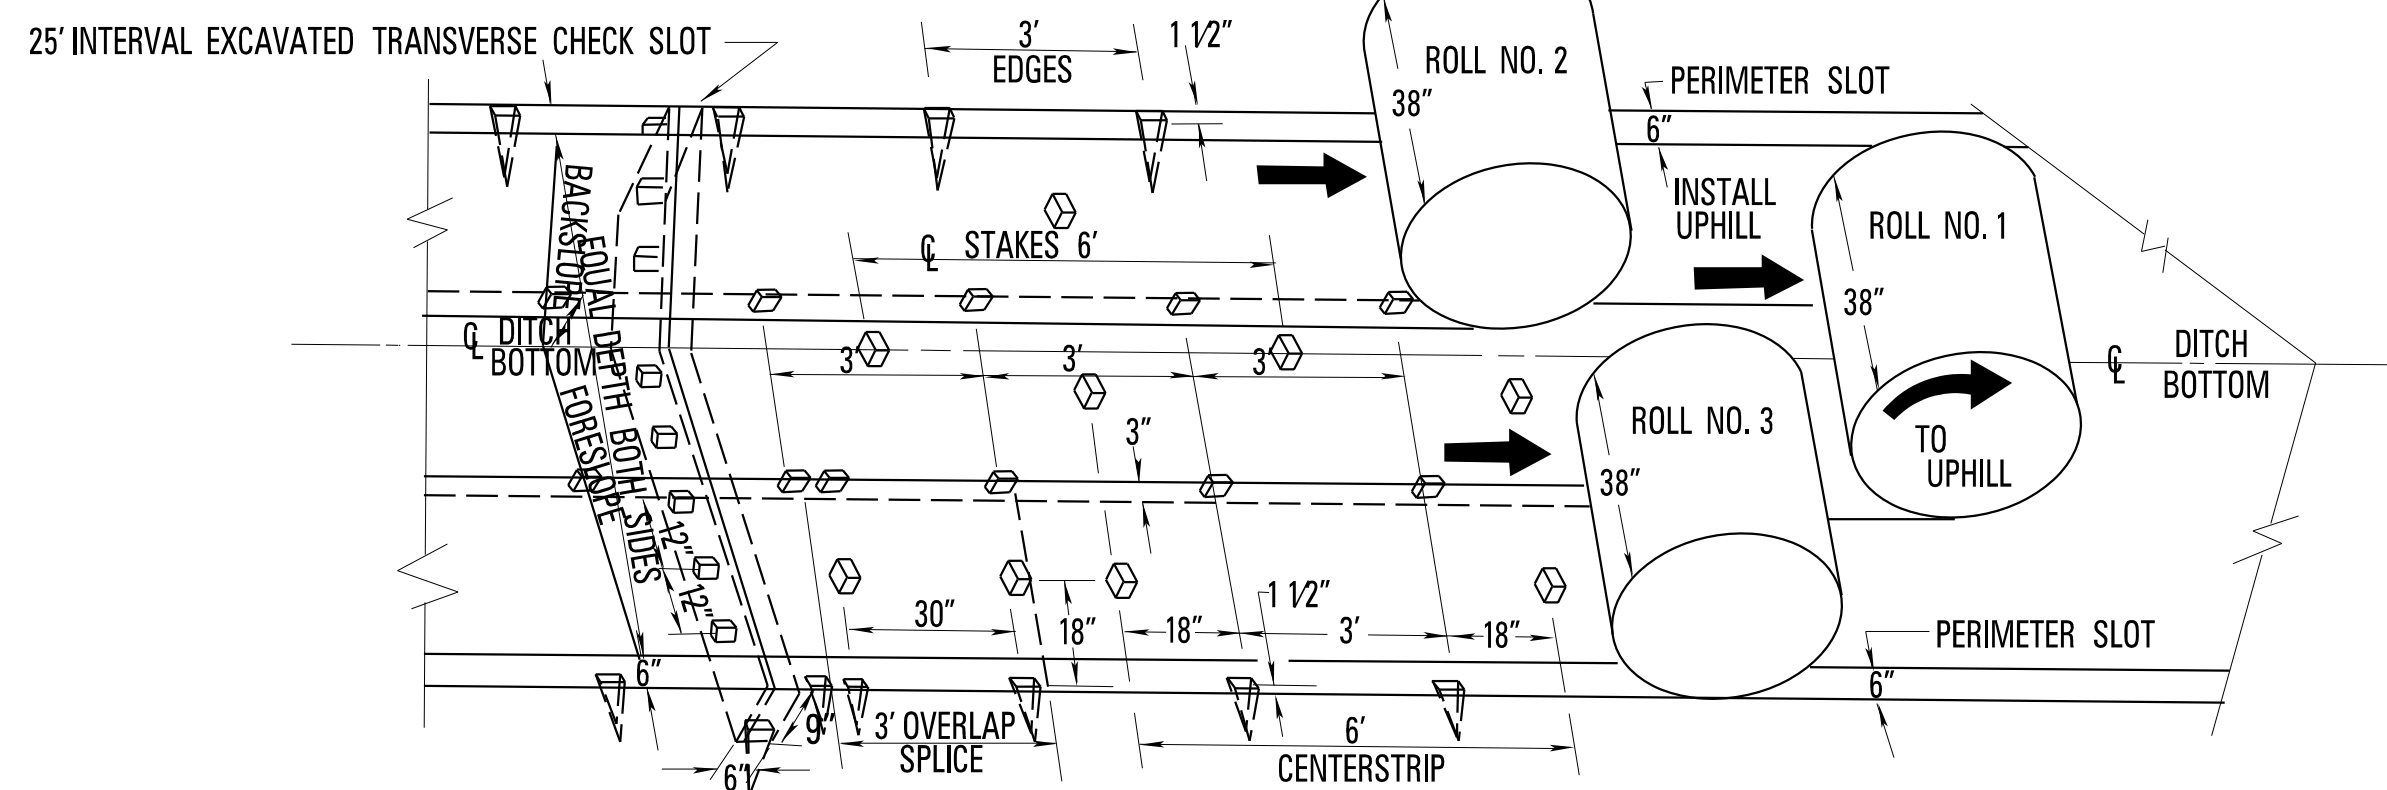 25' INTERVAL EXCAVATED TRANSVERSE CHECK SLOT
3'
EDGES
1 1/2"
ROLL NO. 2
38"
PERIMETER SLOT
6"
INSTALL
UPHILL
ROLL NO. 1
38"
TO
UPHILL
℄ STAKES 6'
BACKSLOPE
EQUAL DEPTH BOTH SIDES
FORESLOPE
℄ DITCH
BOTTOM
3'
3'
3'
℄ DITCH
BOTTOM
3"
ROLL NO. 3
38"
12"
12"
30"
18"
18"
1 1/2"
3'
18"
PERIMETER SLOT
6"
6"
9"
3' OVERLAP
SPLICE
6'
CENTERSTRIP
6"